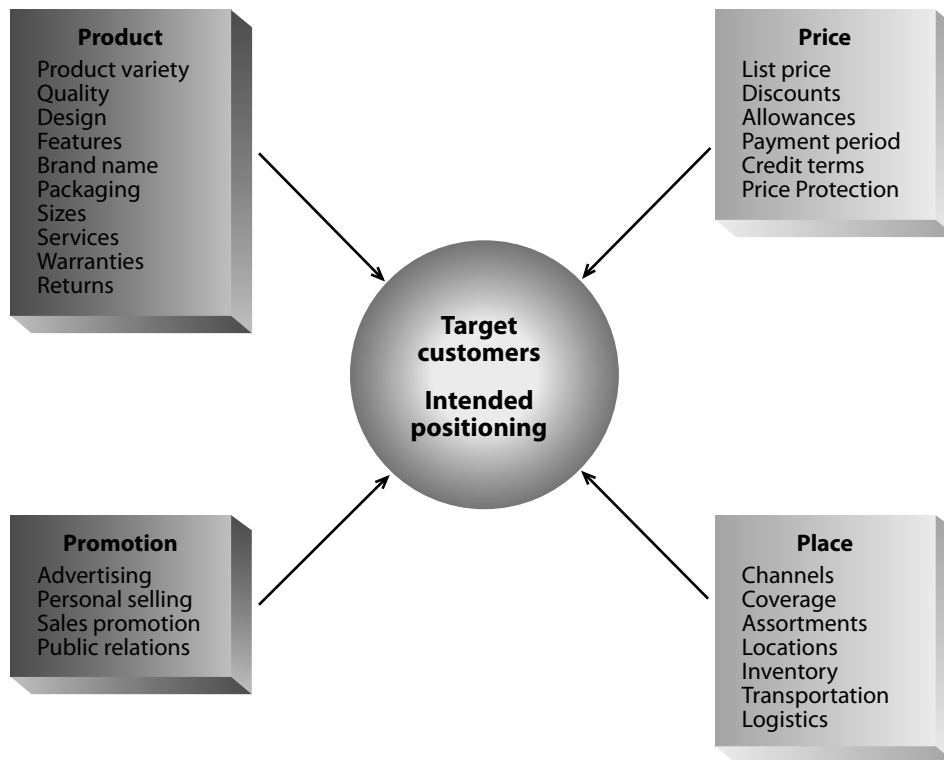 Product
Product variety
Quality
Design
Features
Brand name
Packaging
Sizes
Services
Warranties
Returns
Price
List price
Discounts
Allowances
Payment period
Credit terms
Price Protection
Target
customers
Intended
positioning
Promotion
Advertising
Personal selling
Sales promotion
Public relations
Place
Channels
Coverage
Assortments
Locations
Inventory
Transportation
Logistics